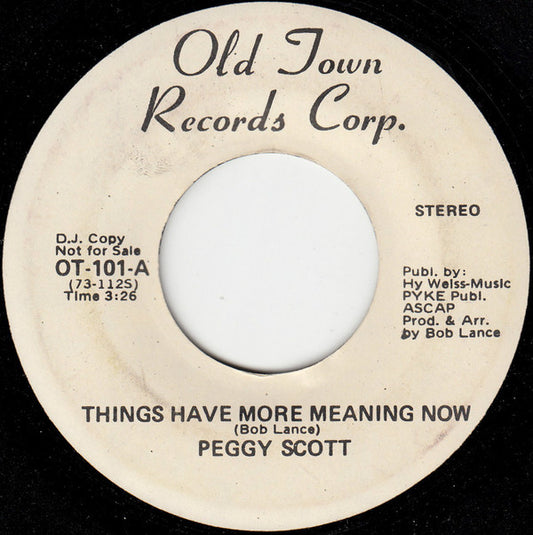 Old Town
Records Corp.
STEREO
D.J. Copy
Not for Sale
OT-101-A
(73-112S)
Time 3:26
Publ. by:
Hy Weiss-Music
PYKE Publ.
ASCAP
Prod. & Arr.
by Bob Lance
THINGS HAVE MORE MEANING NOW
(Bob Lance)
PEGGY SCOTT